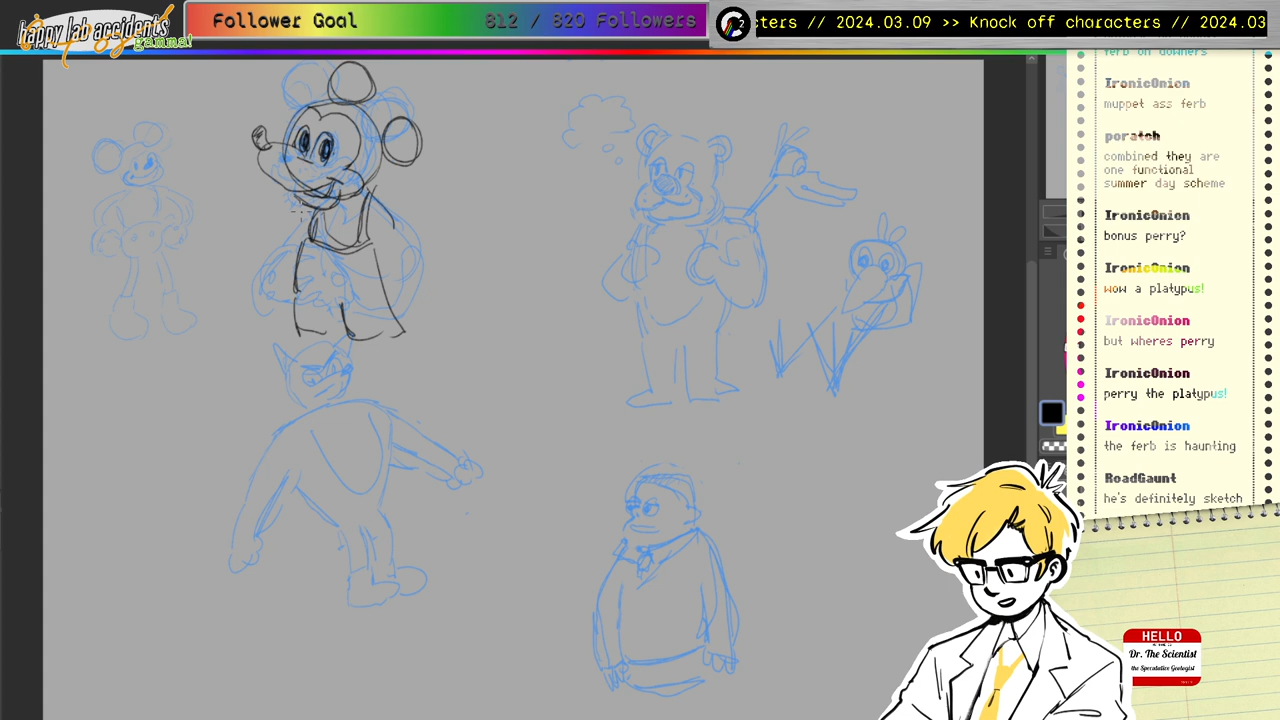 happy lab accidents
gamma!
Follower Goal
812 / 820 Followers
cters // 2024.03.09 >> Knock off characters // 2024.03
ferb on downers
IronicOnion
muppet ass ferb
poratch
combined they are
one functional
summer day scheme
IronicOnion
bonus perry?
IronicOnion
wow a platypus!
IronicOnion
but wheres perry
IronicOnion
perry the platypus!
IronicOnion
the ferb is haunting
RoadGaunt
he's definitely sketch
HELLO
Dr. The Scientist
the Speculative Geologist